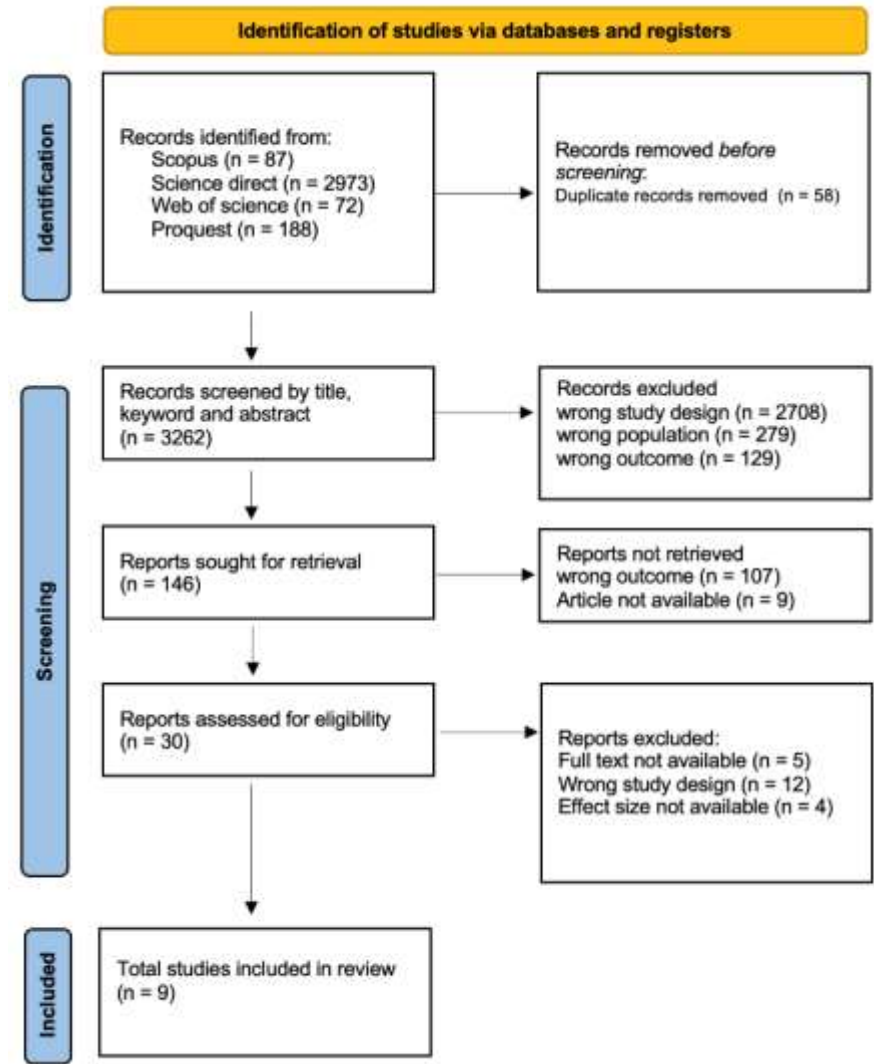 Identification of studies via databases and registers
Identification
Records identified from:
Scopus (n = 87)
Science direct (n = 2973)
Web of science (n = 72)
Proquest (n = 188)
Records removed before
screening:
Duplicate records removed (n = 58)
Screening
Records screened by title,
keyword and abstract
(n = 3262)
Records excluded
wrong study design (n = 2708)
wrong population (n = 279)
wrong outcome (n = 129)
Reports sought for retrieval
(n = 146)
Reports not retrieved
wrong outcome (n = 107)
Article not available (n = 9)
Reports assessed for eligibility
(n = 30)
Reports excluded:
Full text not available (n = 5)
Wrong study design (n = 12)
Effect size not available (n = 4)
Included
Total studies included in review
(n = 9)